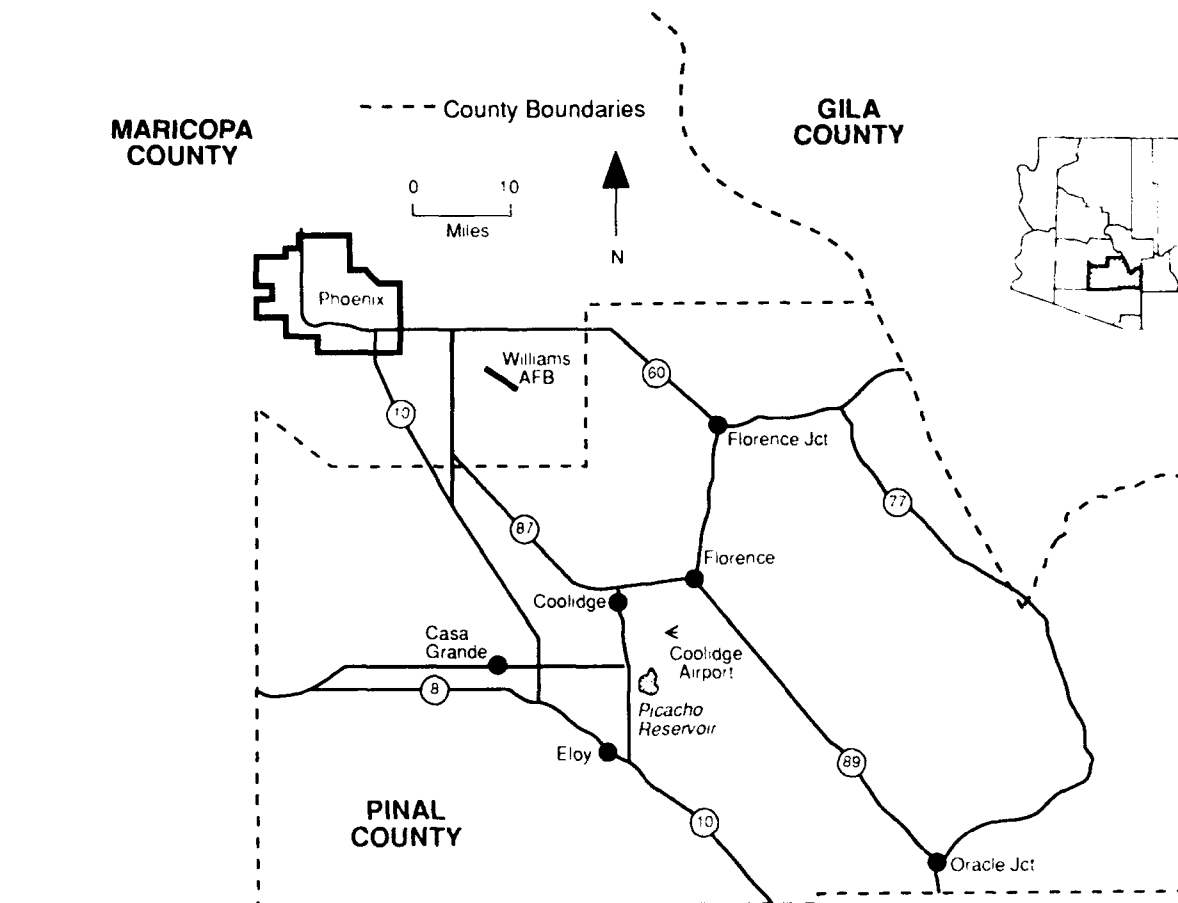 County Boundaries
MARICOPA
COUNTY
GILA
COUNTY
0 10
Miles
N
Phoenix
Williams
AFB
60
10
Florence Jct
77
87
Florence
Coolidge
Casa
Grande
Coolidge
Airport
8
Picacho
Reservoir
Eloy
89
PINAL
COUNTY
10
Oracle Jct